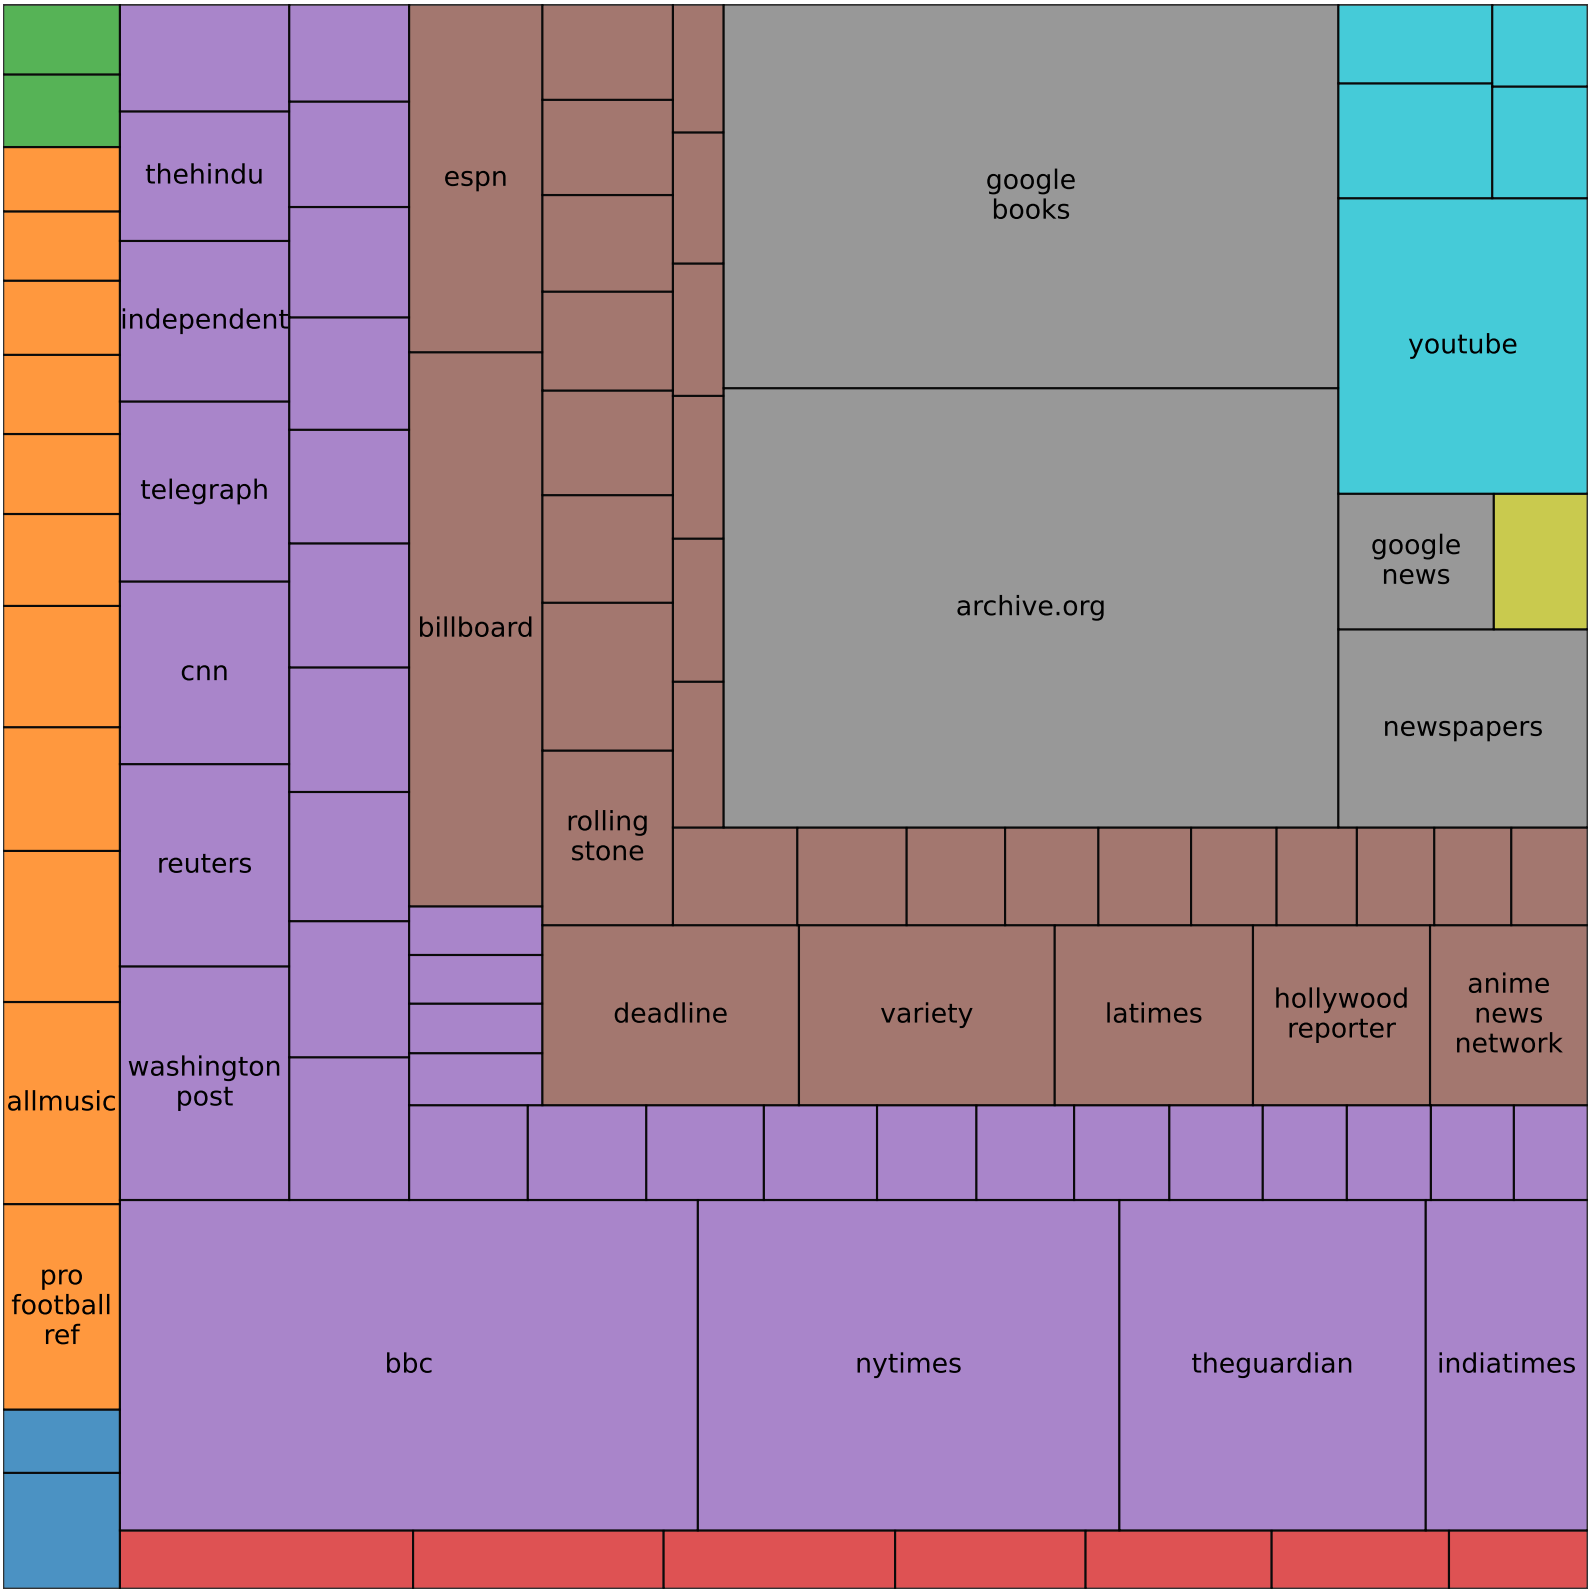 google
books
thehindu
espn
independent
youtube
telegraph
google
news
archive.org
billboard
cnn
newspapers
rolling
stone
reuters
deadline
variety
latimes
hollywood
reporter
anime
news
network
washington
post
allmusic
pro
football
ref
bbc
nytimes
theguardian
indiatimes